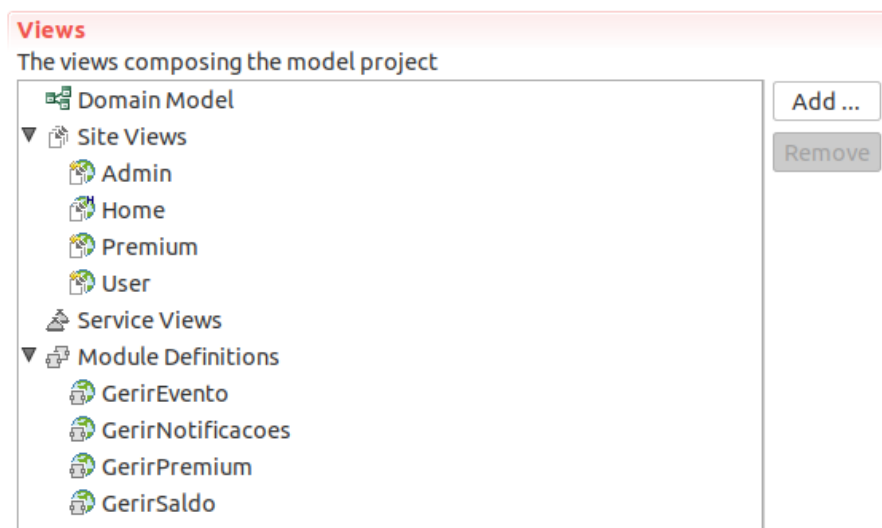 Views
The views composing the model project
Domain Model
Add ...
Site Views
Remove
Admin
Home
Premium
User
Service Views
Module Definitions
GerirEvento
GerirNotificacoes
GerirPremium
GerirSaldo